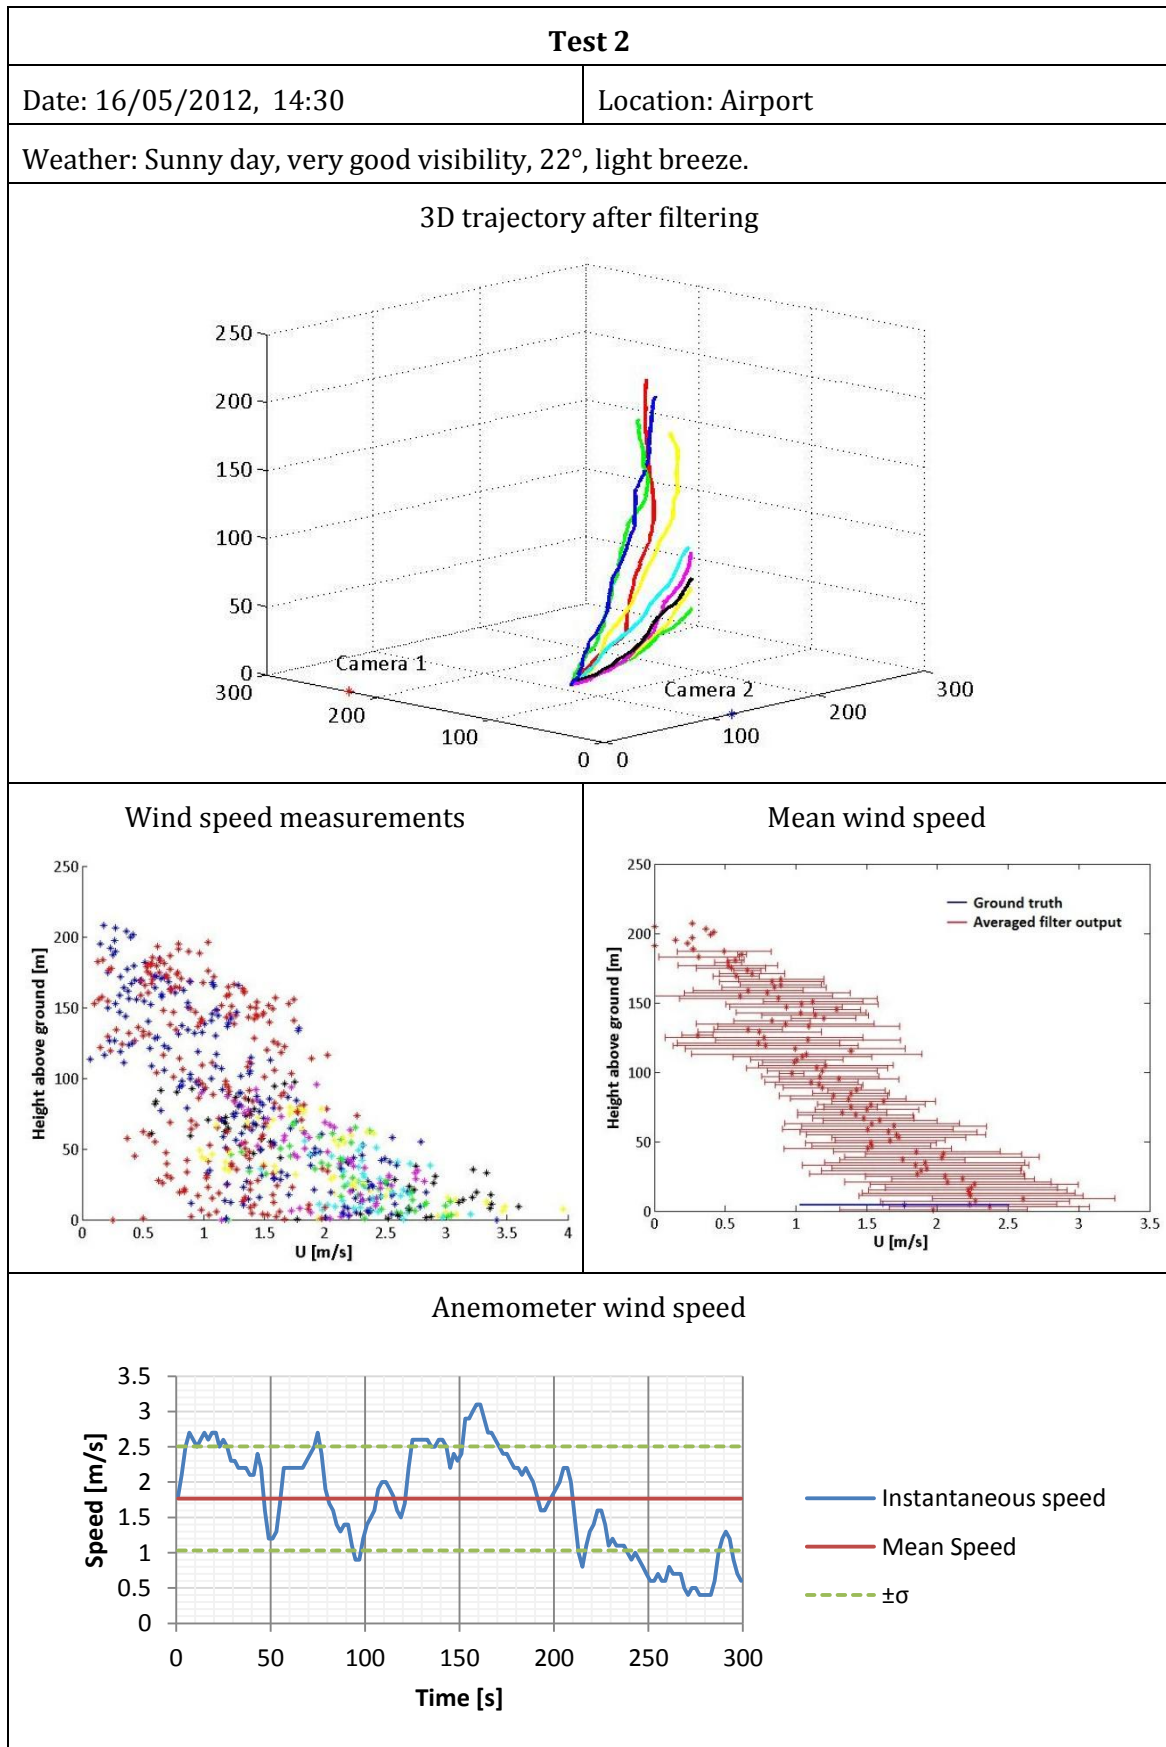 Test 2
Date: 16/05/2012, 14:30
Location: Airport
Weather: Sunny day, very good visibility, 22°, light breeze.
3D trajectory after filtering
250
200
150
100
50
0
300
200
100
0
0
100
200
300
Camera 1
Camera 2
Wind speed measurements
250
200
150
100
50
0
Height above ground [m]
0
0.5
1
1.5
2
2.5
3
3.5
4
U [m/s]
Mean wind speed
250
200
150
100
50
0
Height above ground [m]
Ground truth
Averaged filter output
0
0.5
1
1.5
2
2.5
3
3.5
U [m/s]
Anemometer wind speed
3.5
3
2.5
2
1.5
1
0.5
0
Speed [m/s]
0
50
100
150
200
250
300
Time [s]
Instantaneous speed
Mean Speed
±σ